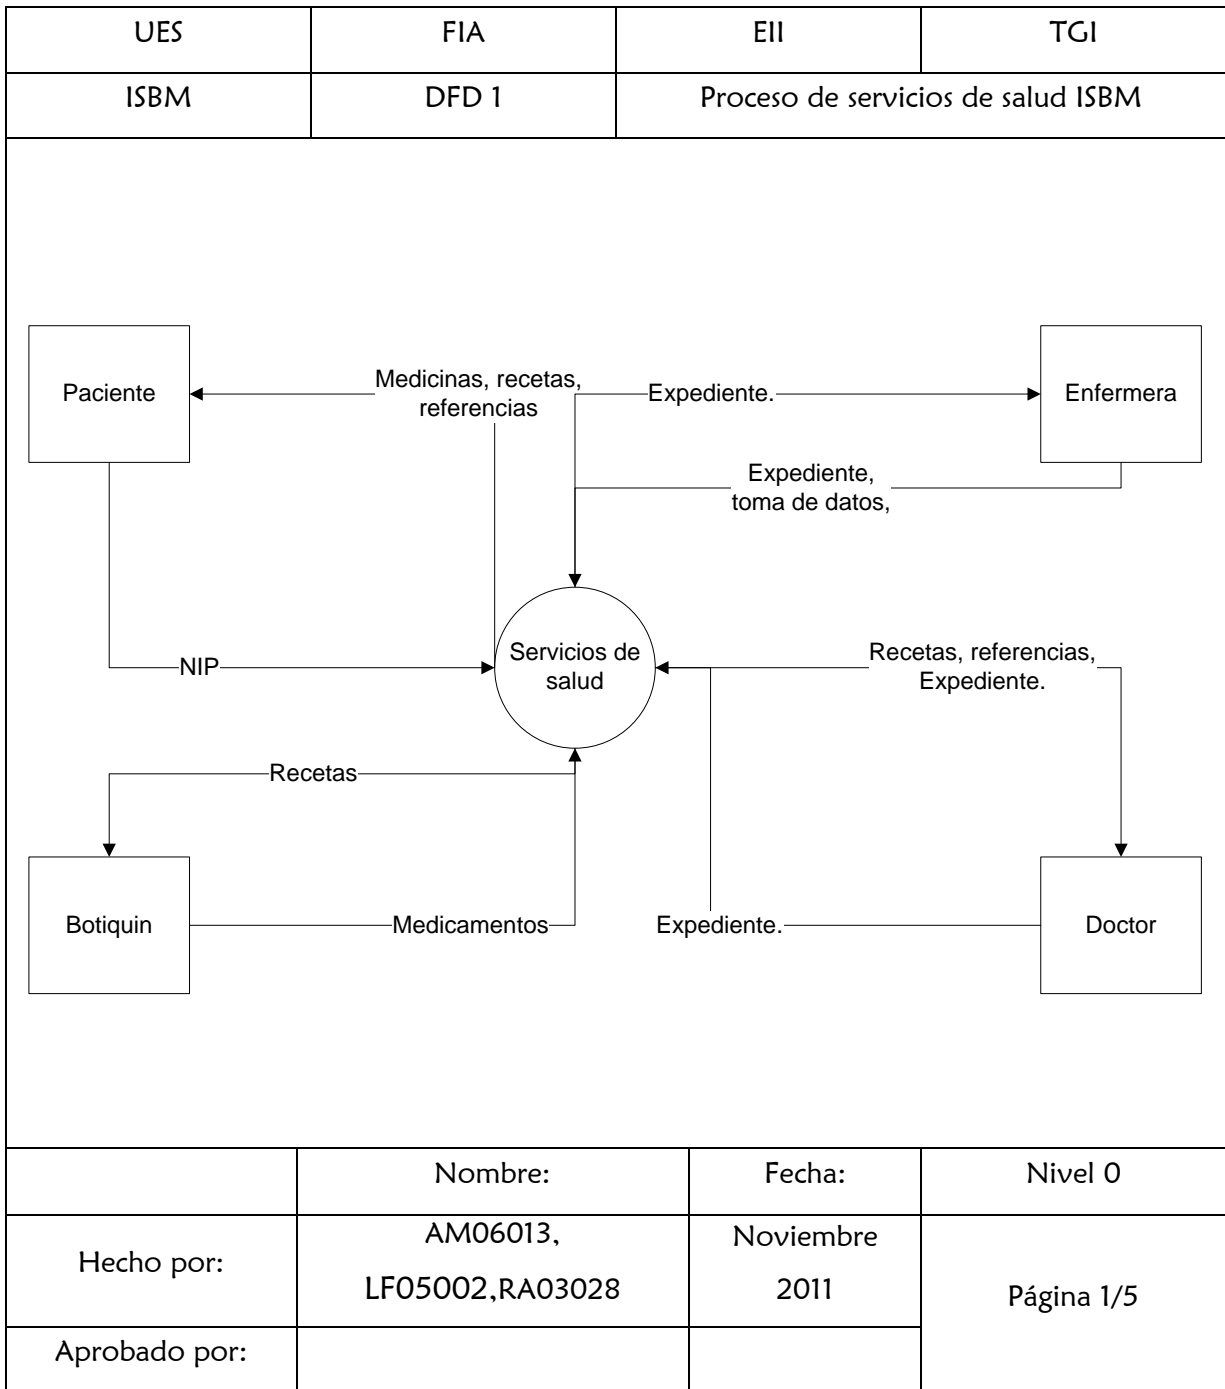 UES
FIA
EII
TGI
ISBM
DFD 1
Proceso de servicios de salud ISBM
Paciente
Medicinas, recetas,
referencias
Expediente.
Enfermera
Expediente,
toma de datos,
NIP
Servicios de
salud
Recetas, referencias,
Expediente.
Recetas
Botiquin
Medicamentos
Expediente.
Doctor
Nombre:
Fecha:
Nivel 0
Hecho por:
AM06013,
LF05002,RA03028
Noviembre
2011
Página 1/5
Aprobado por: